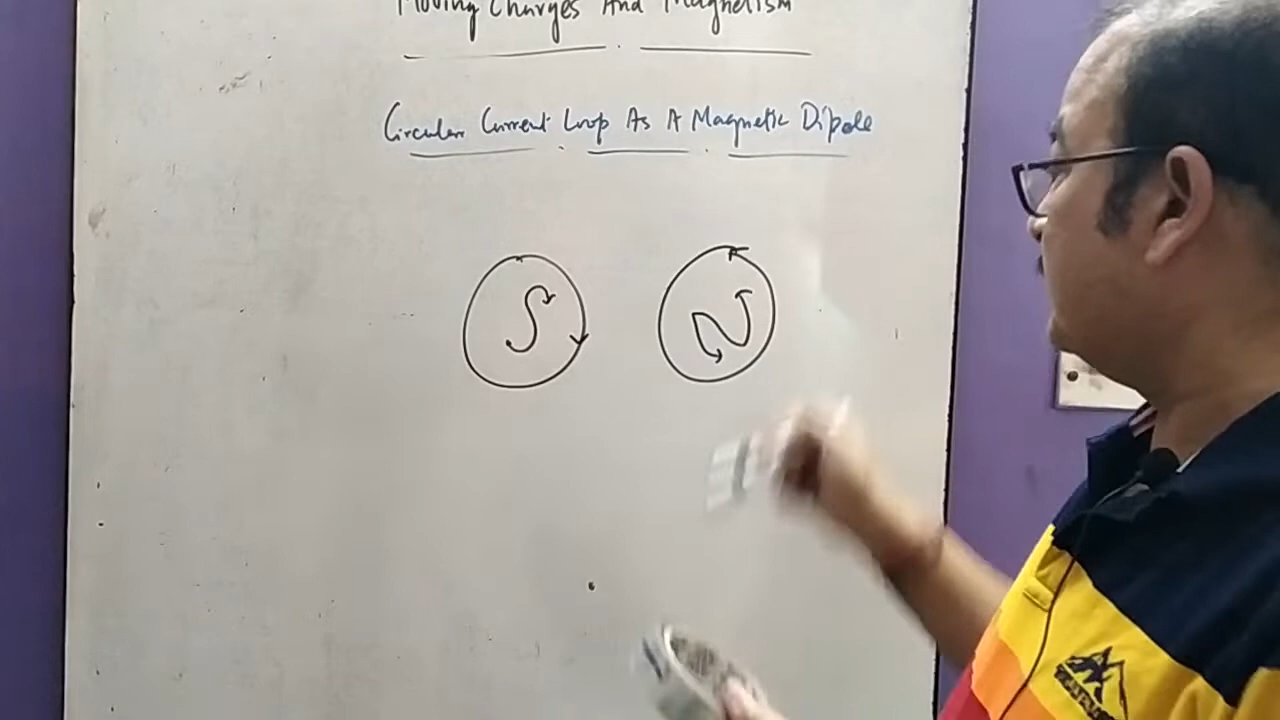 Moving Charges And Magnetism
Circular Current Loop As A Magnetic Dipole
S N